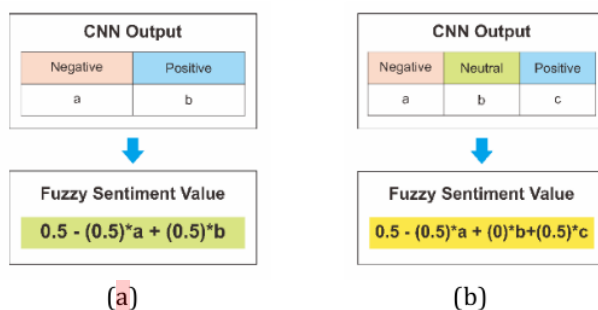 CNN Output
Negative Positive
a b
Fuzzy Sentiment Value
0.5 - (0.5)*a + (0.5)*b
(a)
CNN Output
Negative Neutral Positive
a b c
Fuzzy Sentiment Value
0.5 - (0.5)*a + (0)*b+(0.5)*c
(b)